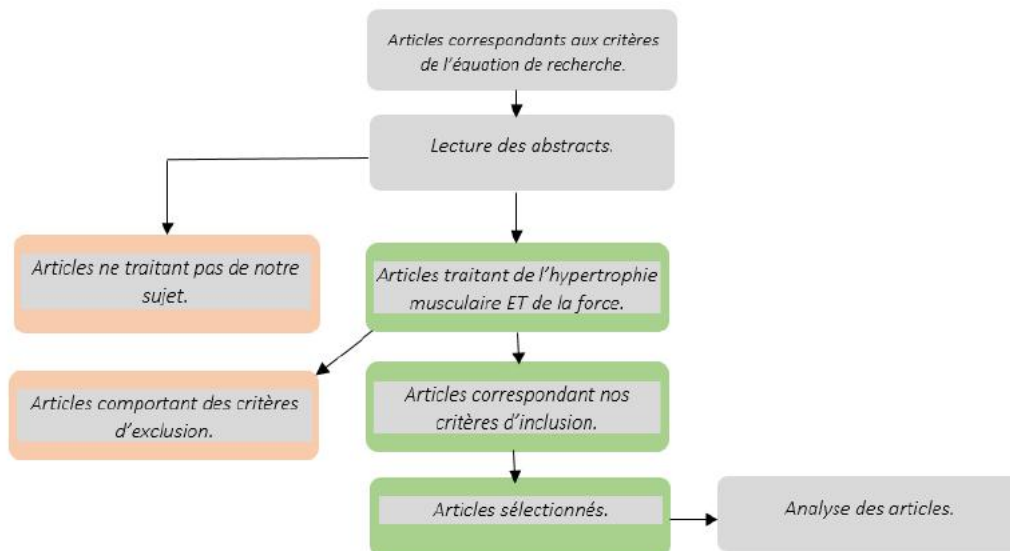 Articles correspondants aux critères
de l'équation de recherche.
Lecture des abstracts.
Articles ne traitant pas de notre
sujet.
Articles traitant de l'hypertrophie
musculaire ET de la force.
Articles comportant des critères
d'exclusion.
Articles correspondant nos
critères d'inclusion.
Articles sélectionnés.
Analyse des articles.